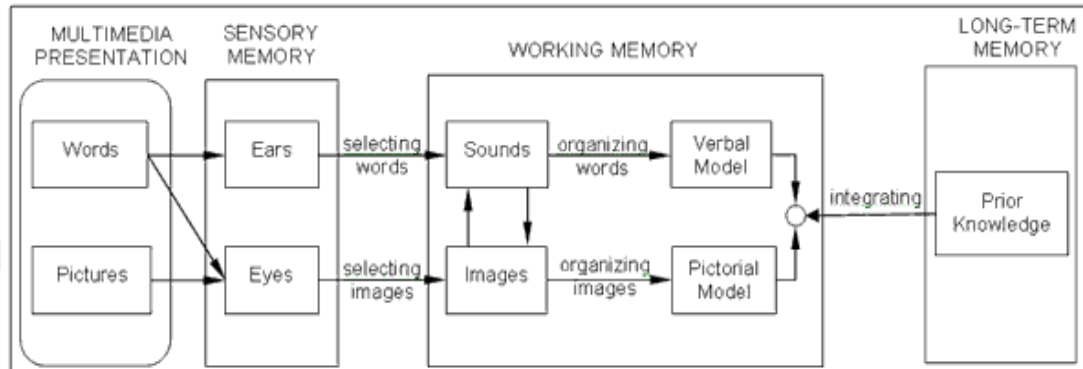 MULTIMEDIA
PRESENTATION
SENSORY
MEMORY
WORKING MEMORY
LONG-TERM
MEMORY
Words
Ears
selecting
words
Sounds
organizing
words
Verbal
Model
integrating
Prior
Knowledge
Pictures
Eyes
selecting
images
Images
organizing
images
Pictorial
Model